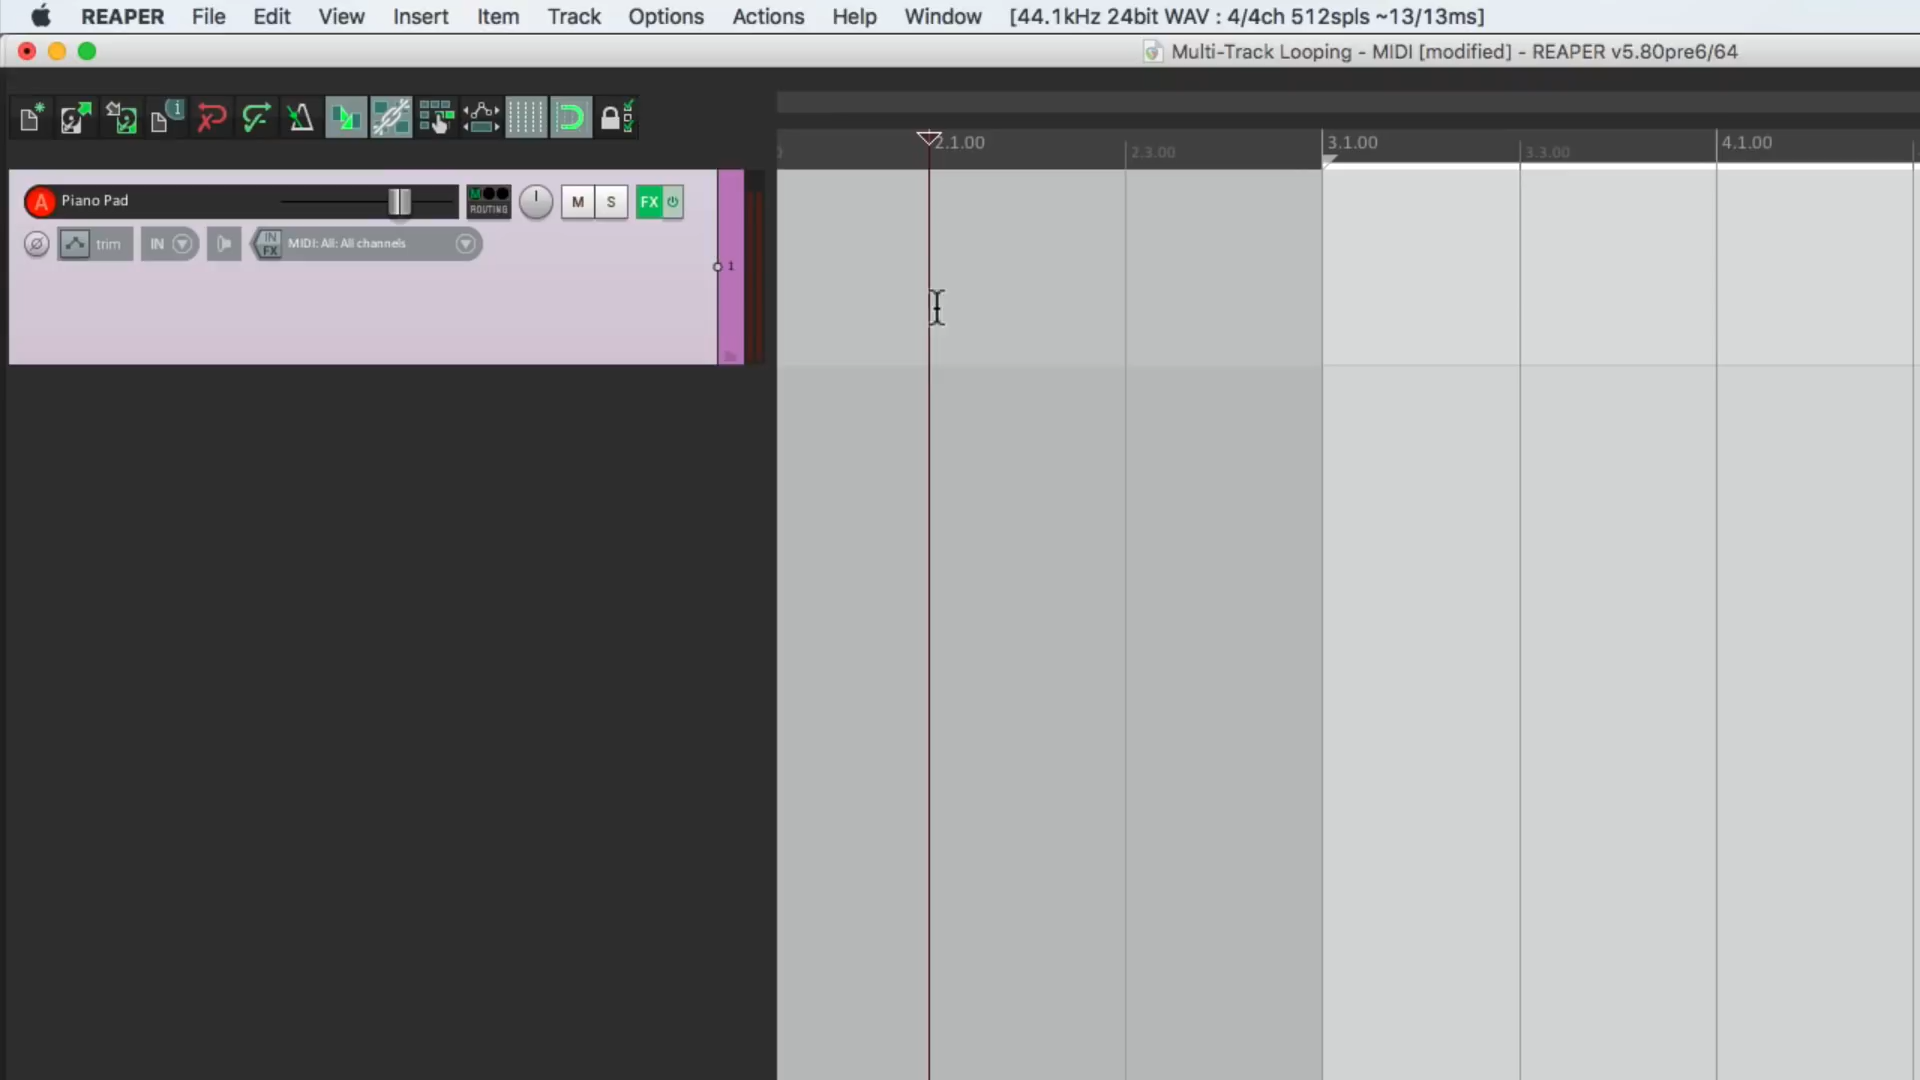 REAPER File Edit View Insert Item Track Options Actions Help Window [44.1kHz 24bit WAV : 4/4ch 512spls ~13/13ms]
Multi-Track Looping - MIDI [modified] - REAPER v5.80pre6/64
2.1.00 2.3.00 3.1.00 3.3.00 4.1.00
A Piano Pad M ROUTING M S FX
trim IN IN FX MIDI: All: All channels
1